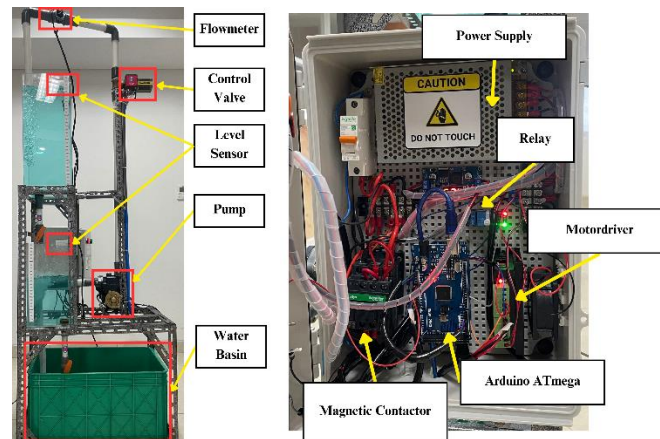 Flowmeter
Control
Valve
Level
Sensor
Pump
Water
Basin
Power Supply
CAUTION
DO NOT TOUCH
Relay
Motordriver
Arduino ATmega
Magnetic Contactor